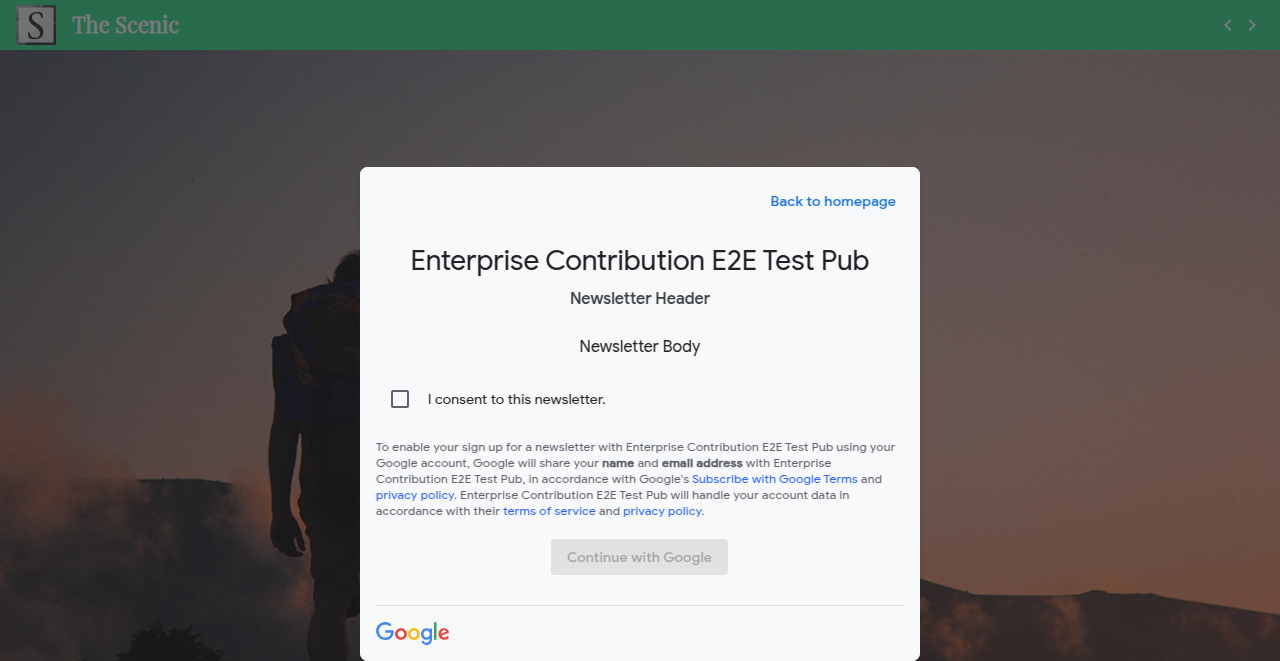 S The Scenic
Back to homepage
Enterprise Contribution E2E Test Pub
Newsletter Header
Newsletter Body
I consent to this newsletter.
To enable your sign up for a newsletter with Enterprise Contribution E2E Test Pub using your
Google account, Google will share your name and email address with Enterprise
Contribution E2E Test Pub, in accordance with Google's Subscribe with Google Terms and
privacy policy. Enterprise Contribution E2E Test Pub will handle your account data in
accordance with their terms of service and privacy policy.
Continue with Google
Google